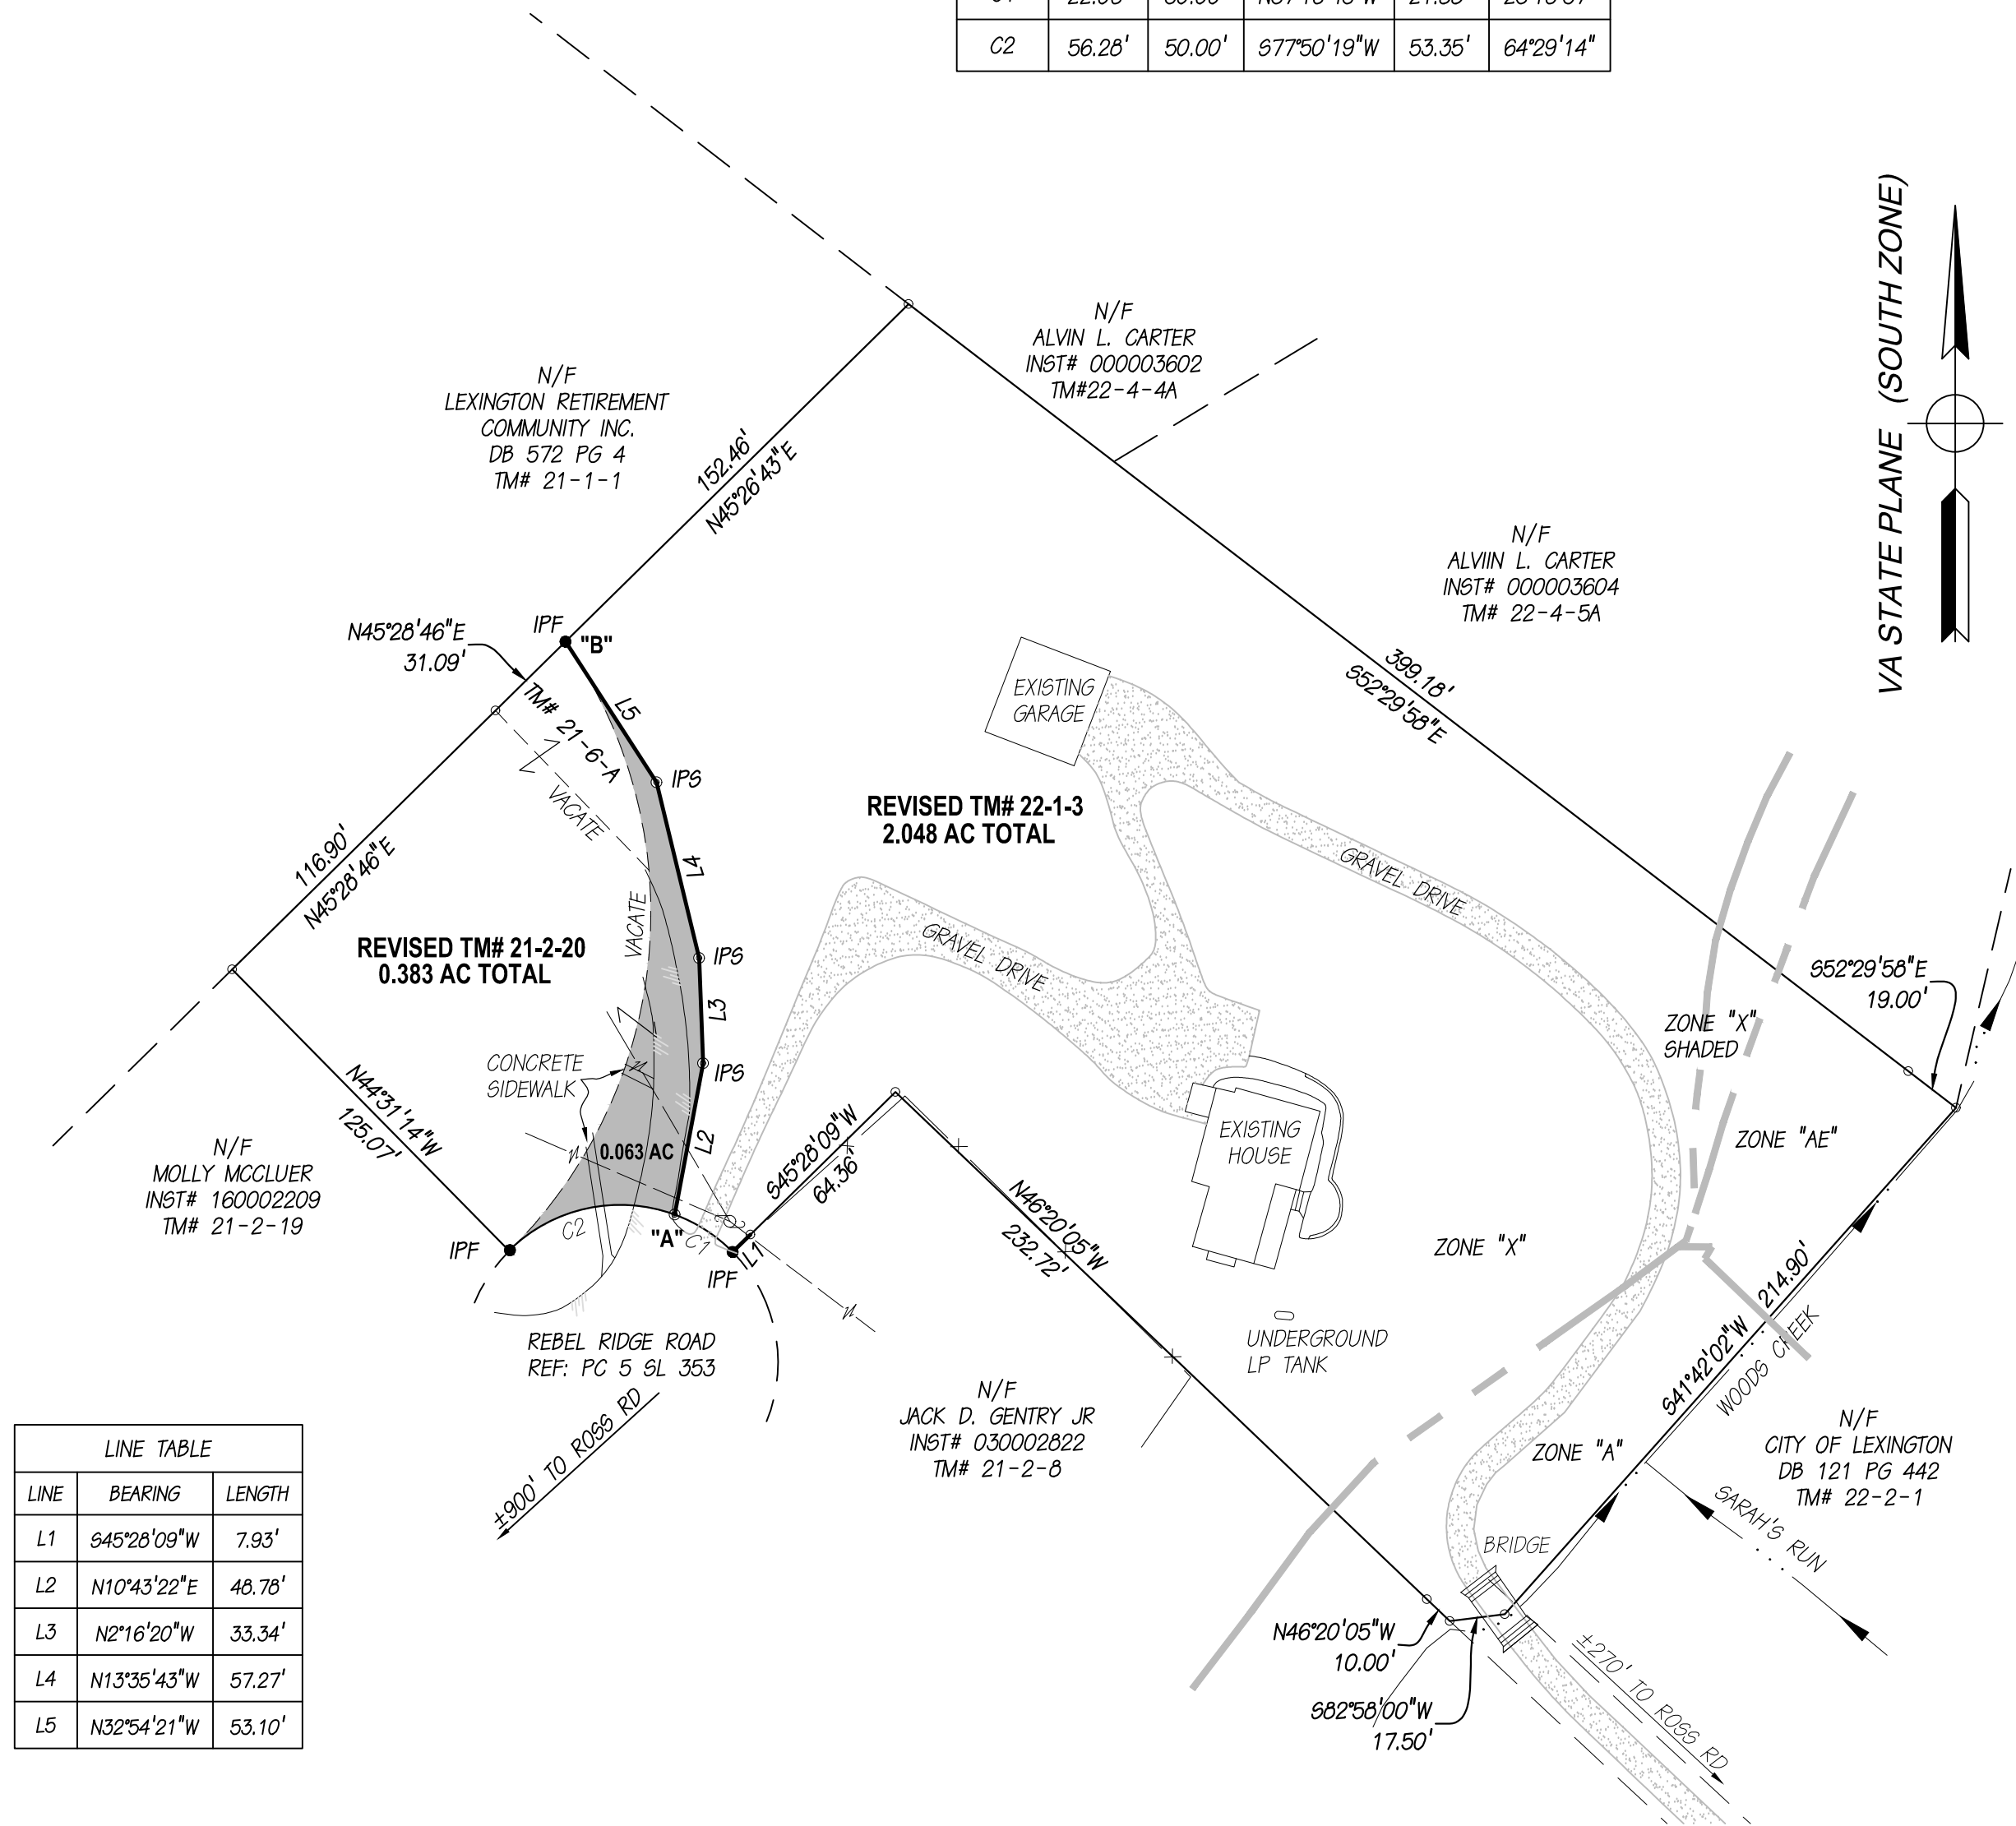 C2 56.28' 50.00' S77°50'19"W 53.35' 64°29'14"
VA STATE PLANE (SOUTH ZONE)
N/F
ALVIN L. CARTER
INST# 000003602
TM#22-4-4A
N/F
LEXINGTON RETIREMENT
COMMUNITY INC.
DB 572 PG 4
TM# 21-1-1
152.46'
N45°26'43"E
N/F
ALVIIN L. CARTER
INST# 000003604
TM# 22-4-5A
399.18'
S52°29'58"E
N45°28'46"E
31.09'
IPF
"B"
L5
TM# 21-6-A
VACATE
IPS
EXISTING
GARAGE
REVISED TM# 22-1-3
2.048 AC TOTAL
L4
GRAVEL DRIVE
116.90'
N45°28'46"E
VACATE
REVISED TM# 21-2-20
0.383 AC TOTAL
IPS
GRAVEL DRIVE
L3
S52°29'58"E
19.00'
ZONE "X"
SHADED
CONCRETE
SIDEWALK
IPS
N44°31'14"W
125.07'
L2
0.063 AC
S45°28'09"W
64.36'
EXISTING
HOUSE
ZONE "AE"
N/F
MOLLY MCCLUER
INST# 160002209
TM# 21-2-19
N46°20'05"W
232.72'
IPF
C2
"A"
C1
L1
IPF
ZONE "X"
S41°42'02"W 214.90'
WOODS CREEK
UNDERGROUND
LP TANK
REBEL RIDGE ROAD
REF: PC 5 SL 353
±900' TO ROSS RD
N/F
JACK D. GENTRY JR
INST# 030002822
TM# 21-2-8
N/F
CITY OF LEXINGTON
DB 121 PG 442
TM# 22-2-1
ZONE "A"
SARAH'S RUN
BRIDGE
N46°20'05"W
10.00'
S82°58'00"W
17.50'
±270' TO ROSS RD
LINE TABLE
LINE BEARING LENGTH
L1 S45°28'09"W 7.93'
L2 N10°43'22"E 48.78'
L3 N2°16'20"W 33.34'
L4 N13°35'43"W 57.27'
L5 N32°54'21"W 53.10'